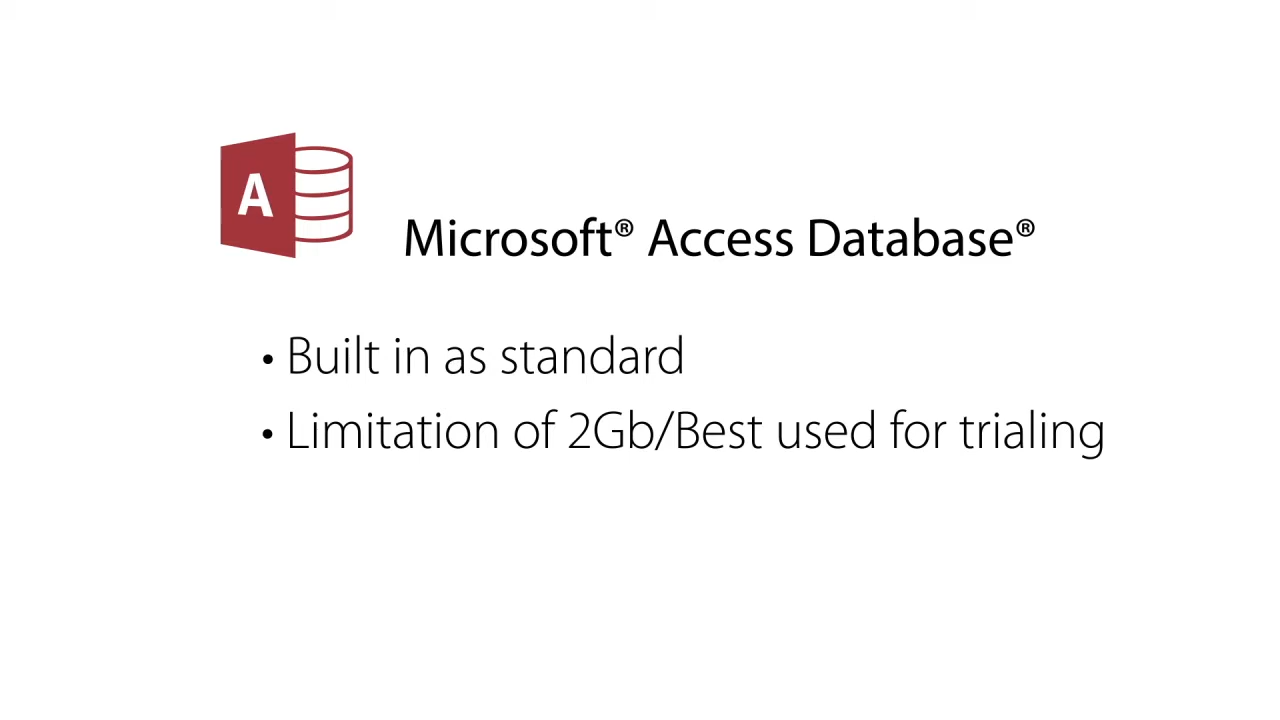 A
Microsoft® Access Database®
• Built in as standard
• Limitation of 2Gb/Best used for trialing